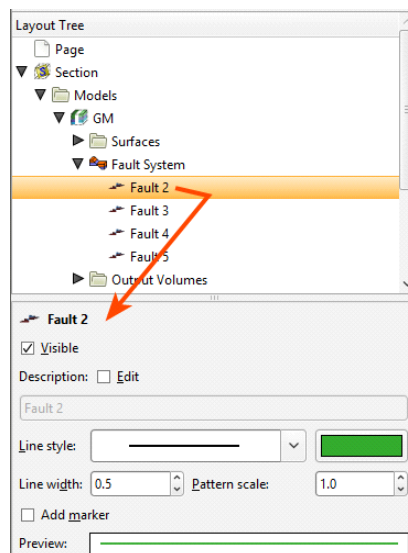 Layout Tree
Page
Section
Models
GM
Surfaces
Fault System
Fault 2
Fault 3
Fault 4
Fault 5
Output Volumes
Fault 2
Visible
Description: Edit
Fault 2
Line style:
Line width: 0.5 Pattern scale: 1.0
Add marker
Preview: